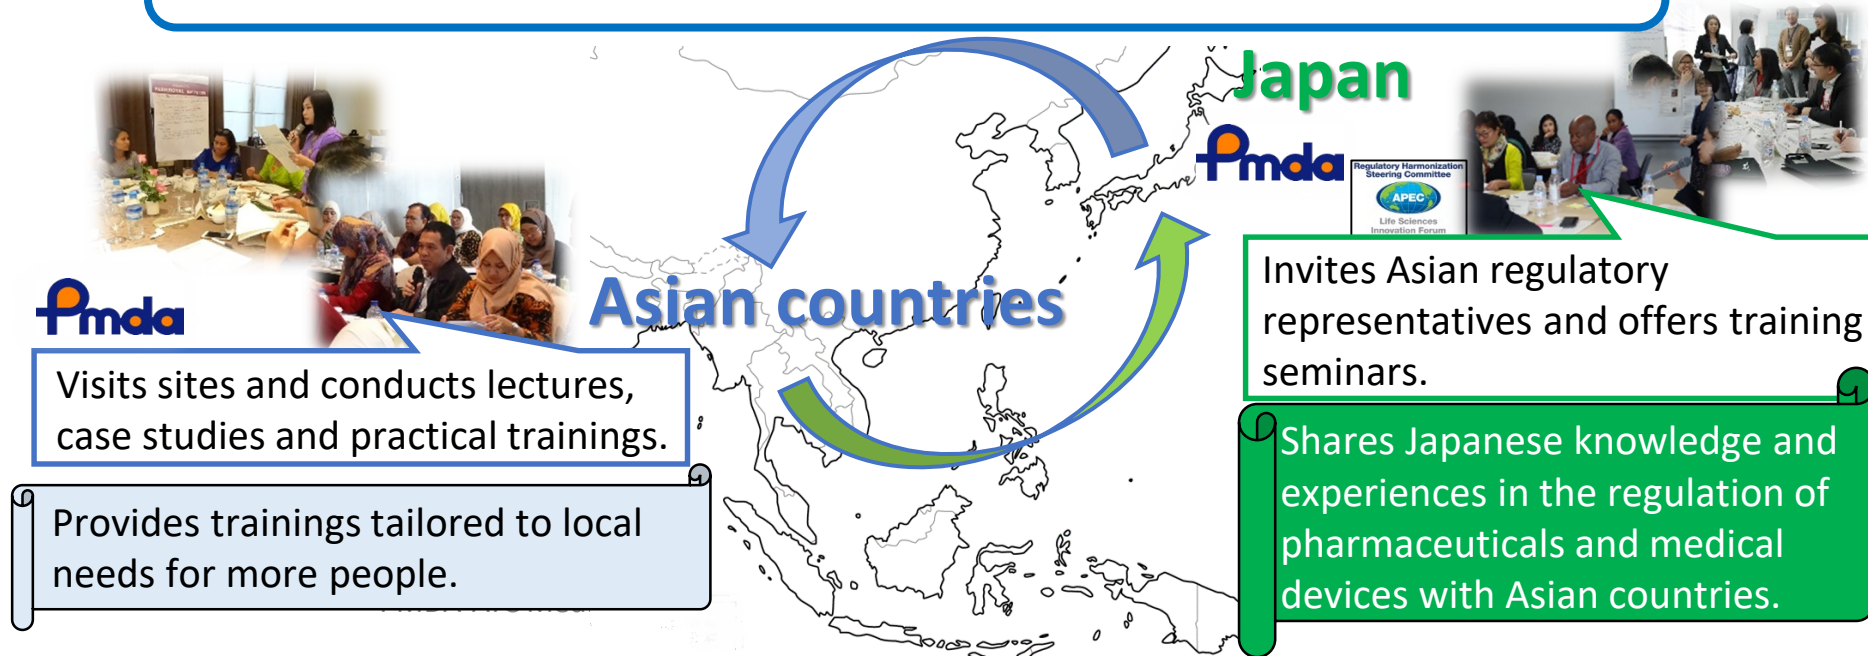 Japan
Pmda
Regulatory Harmonization
Steering Committee
APEC
Life Sciences
Innovation Forum
Asian countries
Pmda
Visits sites and conducts lectures,
case studies and practical trainings.
Provides trainings tailored to local
needs for more people.
Invites Asian regulatory
representatives and offers training
seminars.
Shares Japanese knowledge and
experiences in the regulation of
pharmaceuticals and medical
devices with Asian countries.